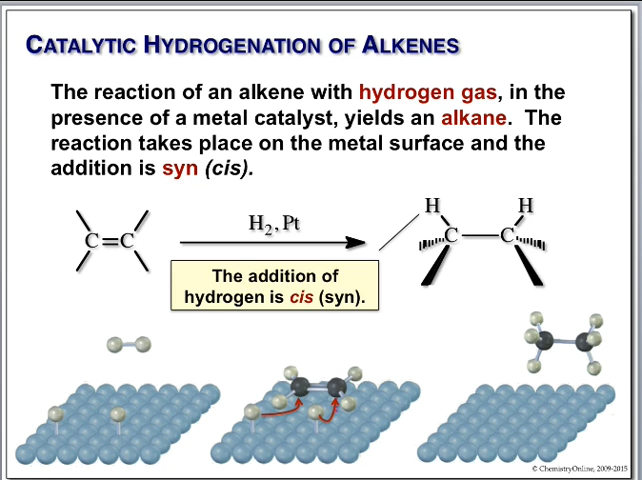 CATALYTIC HYDROGENATION OF ALKENES
The reaction of an alkene with hydrogen gas, in the
presence of a metal catalyst, yields an alkane. The
reaction takes place on the metal surface and the
addition is syn (cis).
H₂, Pt
C=C
H H
C C
The addition of
hydrogen is cis (syn).
© ChemistryOnline, 2009-2015